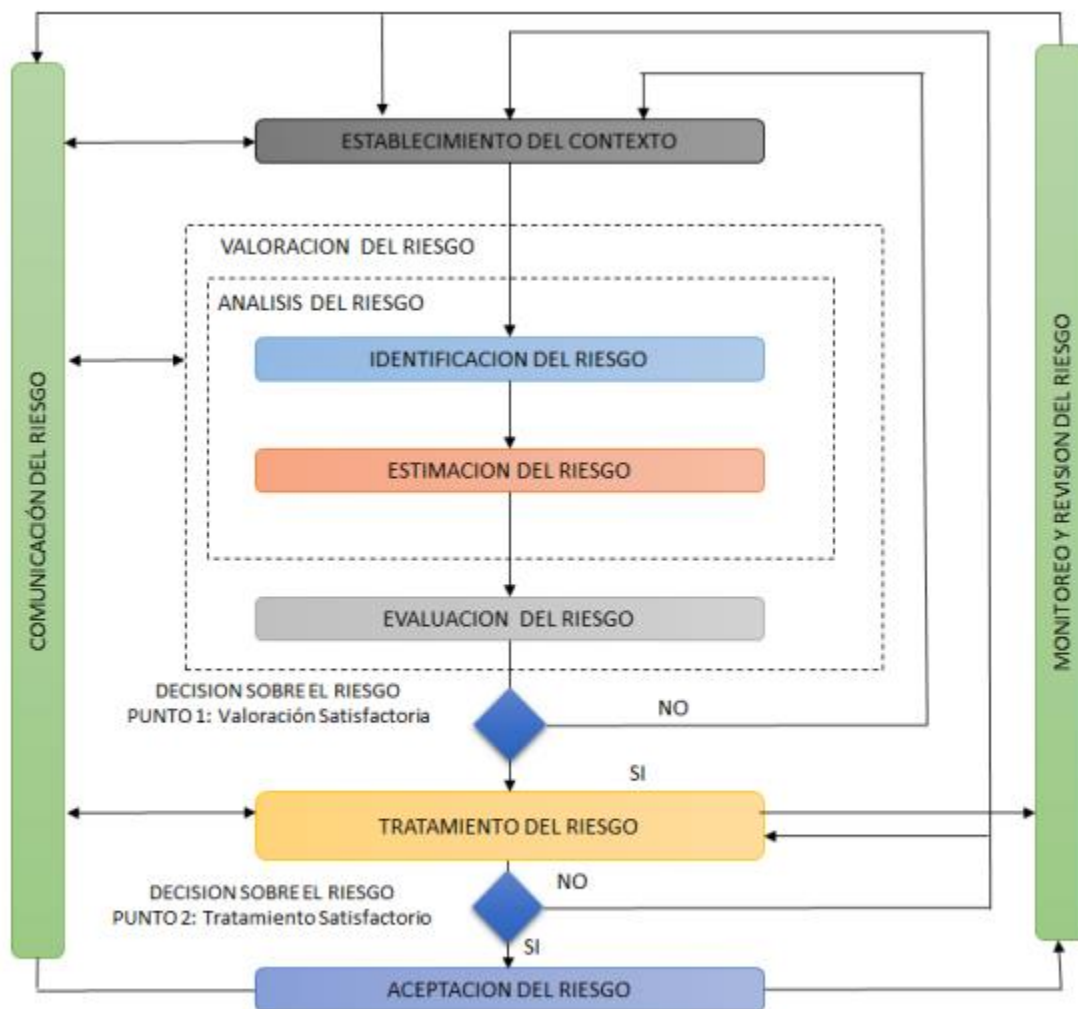 ESTABLECIMIENTO DEL CONTEXTO
VALORACION DEL RIESGO
ANALISIS DEL RIESGO
IDENTIFICACION DEL RIESGO
ESTIMACION DEL RIESGO
EVALUACION DEL RIESGO
DECISION SOBRE EL RIESGO
PUNTO 1: Valoración Satisfactoria
NO
SI
TRATAMIENTO DEL RIESGO
DECISION SOBRE EL RIESGO
PUNTO 2: Tratamiento Satisfactorio
NO
SI
ACEPTACION DEL RIESGO
COMUNICACIÓN DEL RIESGO
MONITOREO Y REVISION DEL RIESGO